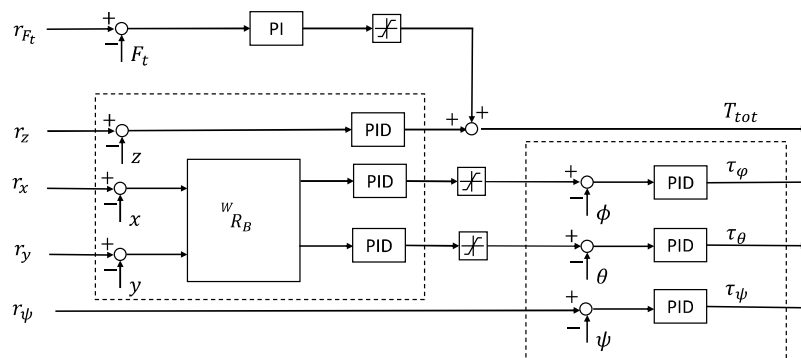 r_{F_t} + − F_t PI + + T_{tot}
r_z + − z PID
r_x + − x ^WR_B PID + − ϕ PID τ_φ
r_y + − y PID + − θ PID τ_θ
r_ψ + − ψ PID τ_ψ